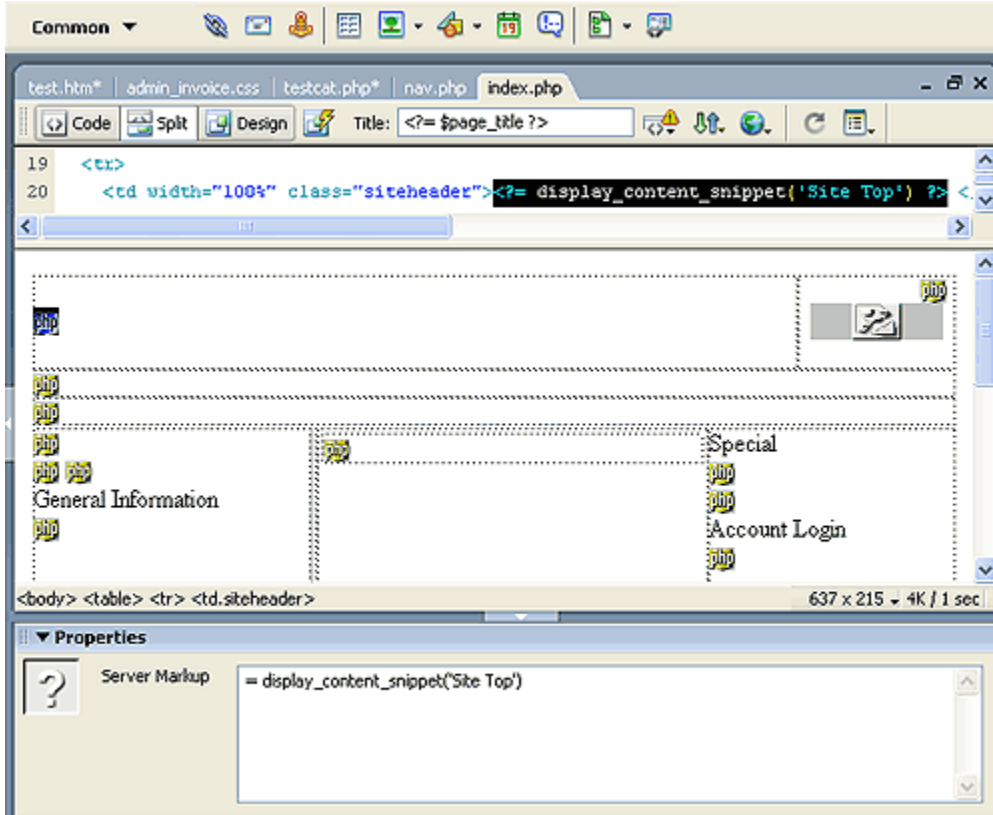 Common
19
test.htm* admin_invoice.css testcat.php* nav.php index.php
Code Split Design Title: <?= $page_title ?>
19 <tr>
20 <td width="100%" class="siteheader"><?= display_content_snippet('Site Top') ?> <
php
php
php
php
php php
php php
General Information
php
Special
php
php
Account Login
php
<body> <table> <tr> <td.siteheader> 637 x 215 4K / 1 sec
Properties
? Server Markup = display_content_snippet('Site Top')